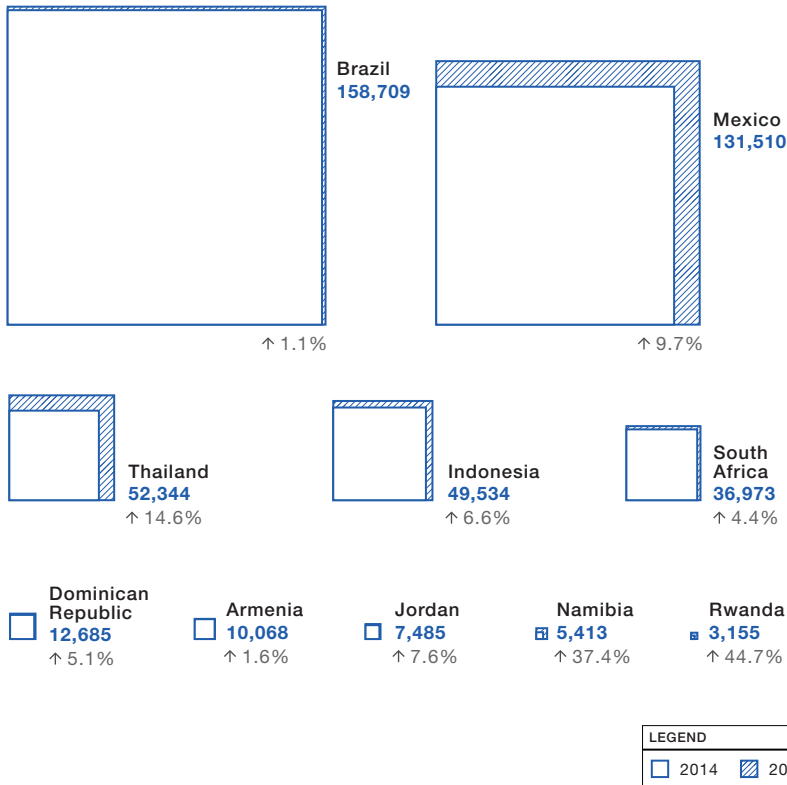 Brazil
158,709
↑ 1.1%
Mexico
131,510
↑ 9.7%
Thailand
52,344
↑ 14.6%
Indonesia
49,534
↑ 6.6%
South
Africa
36,973
↑ 4.4%
Dominican
Republic
12,685
↑ 5.1%
Armenia
10,068
↑ 1.6%
Jordan
7,485
↑ 7.6%
Namibia
5,413
↑ 37.4%
Rwanda
3,155
↑ 44.7%
LEGEND
2014